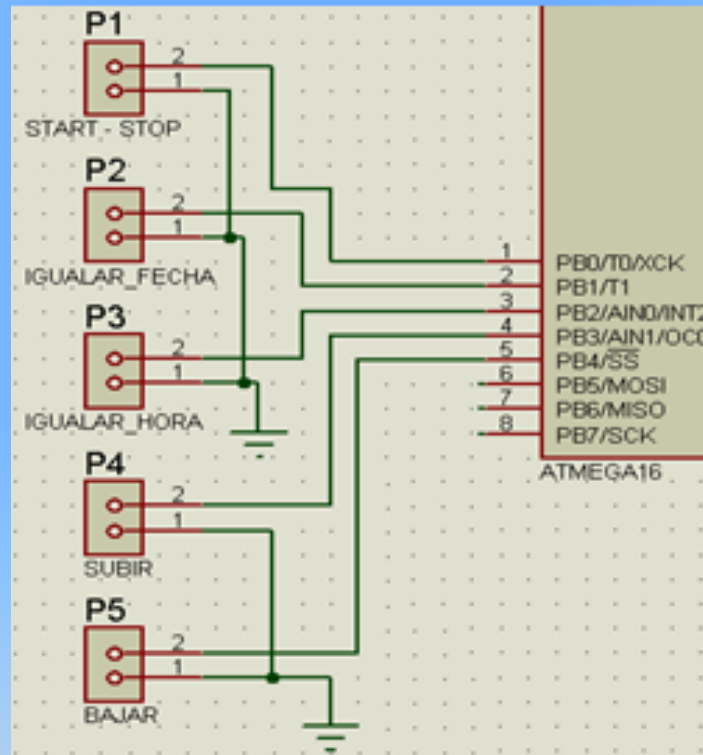 P1
2
1
START - STOP
P2
2
1
IGUALAR_FECHA
P3
2
1
IGUALAR_HORA
P4
2
1
SUBIR
P5
2
1
BAJAR
1 PB0/T0/XCK
2 PB1/T1
3 PB2/AIN0/INT2
4 PB3/AIN1/OC0
5 PB4/SS
6 PB5/MOSI
7 PB6/MISO
8 PB7/SCK
ATMEGA16